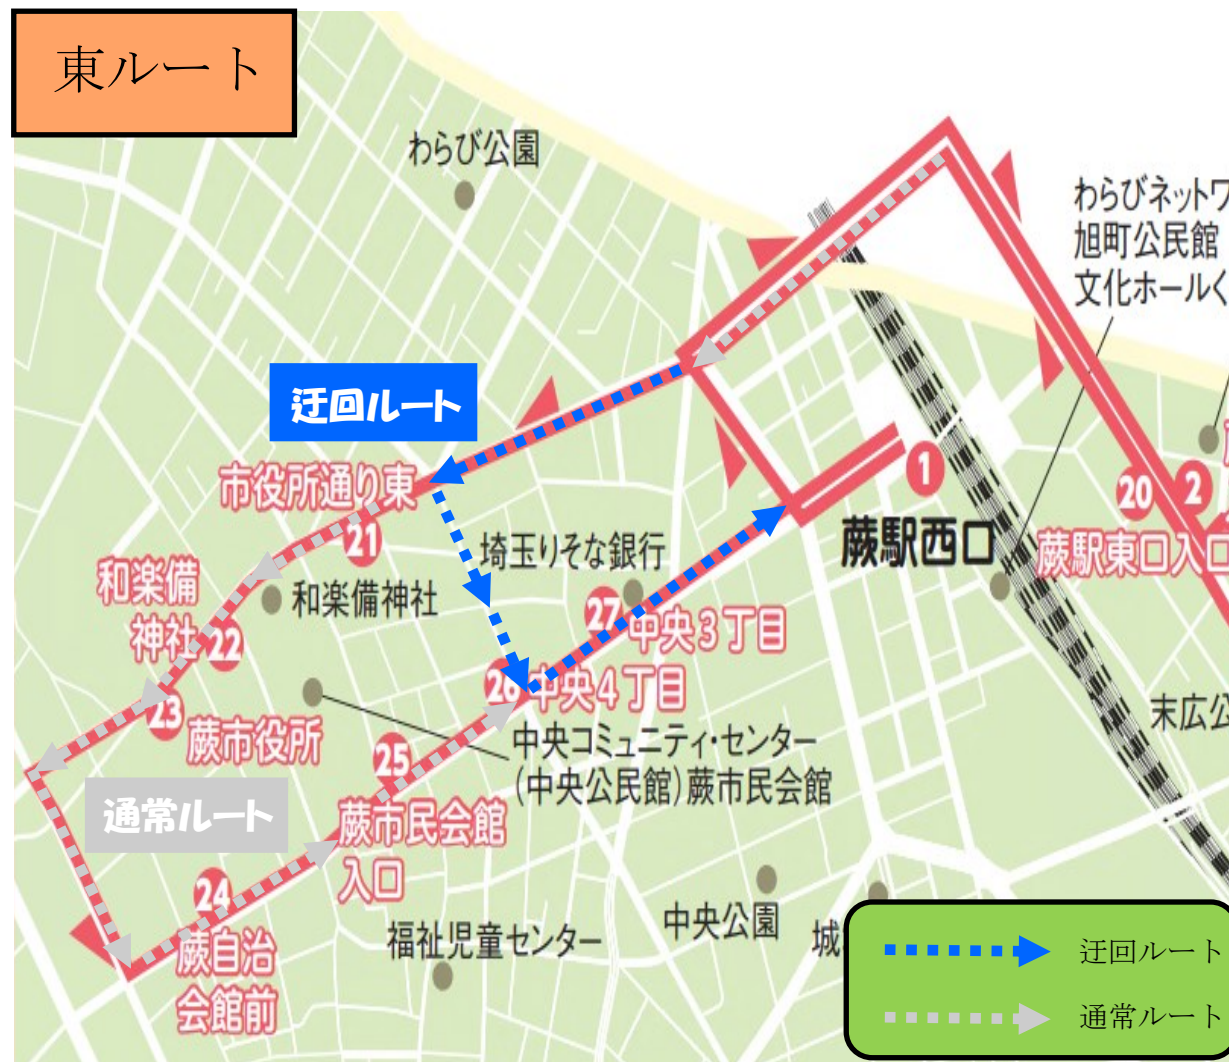 東ルート
わらび公園
わらびネットワ
旭町公民館
文化ホールく
迂回ルート
1
市役所通り東
20
2
21
埼玉りそな銀行
蕨駅西口
蕨駅東口入口
和楽備
神社
22
和楽備神社
27
中央3丁目
26
中央4丁目
23
蕨市役所
末広公
25
中央コミュニティ・センター
(中央公民館)蕨市民会館
通常ルート
蕨市民会館
入口
24
蕨自治
会館前
福祉児童センター
中央公園
城
迂回ルート
通常ルート